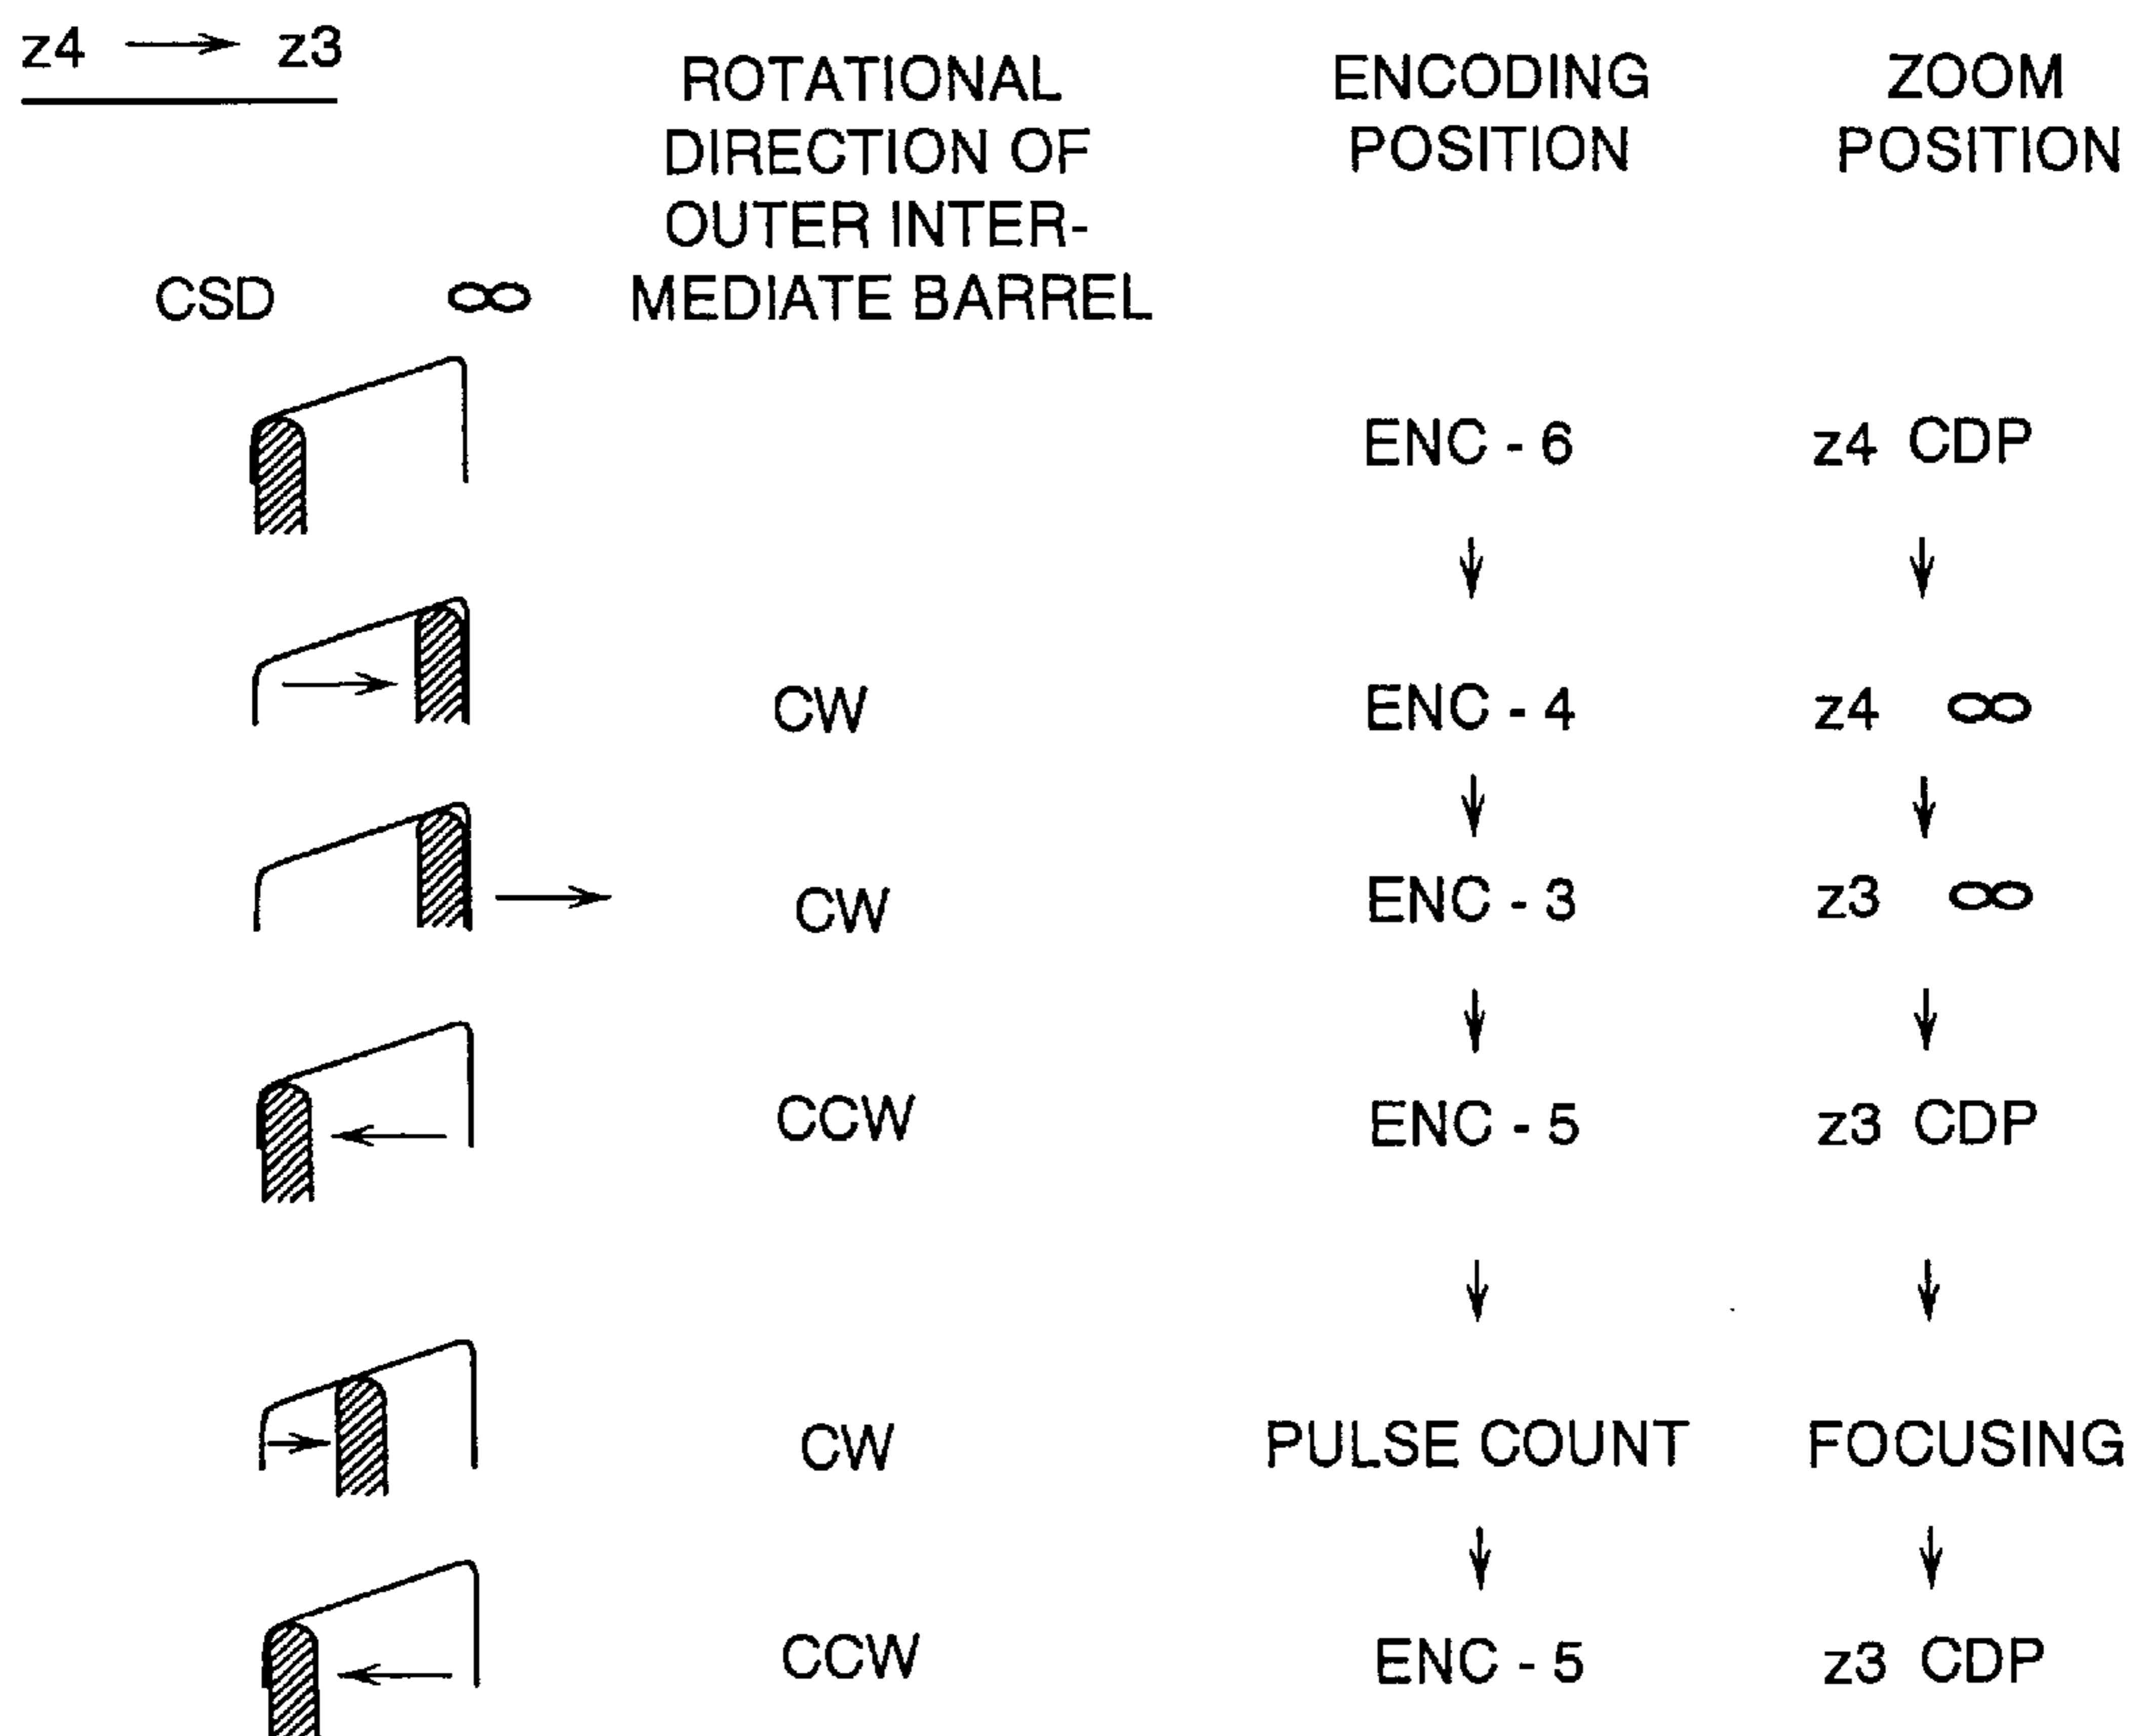 z4 → z3
ROTATIONAL
DIRECTION OF
OUTER INTER-
MEDIATE BARREL
ENCODING
POSITION
ZOOM
POSITION
CSD ∞
ENC - 6 z4 CDP
CW ENC - 4 z4 ∞
CW ENC - 3 z3 ∞
CCW ENC - 5 z3 CDP
CW PULSE COUNT FOCUSING
CCW ENC - 5 z3 CDP